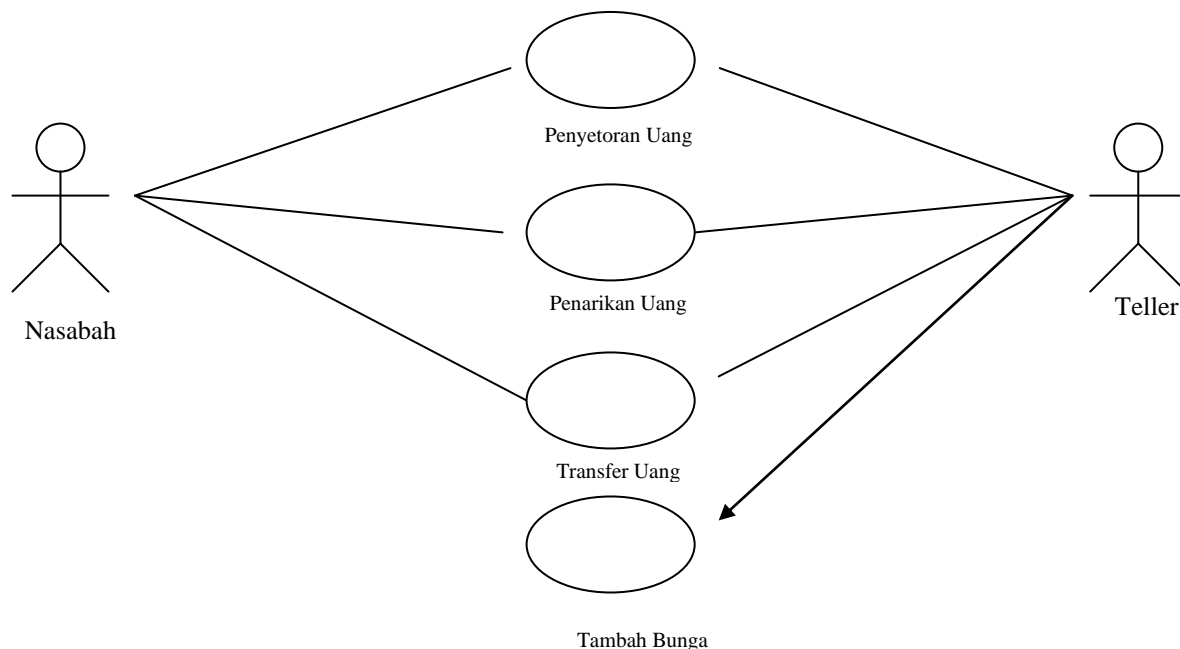 Penyetoran Uang
Penarikan Uang
Nasabah
Teller
Transfer Uang
Tambah Bunga